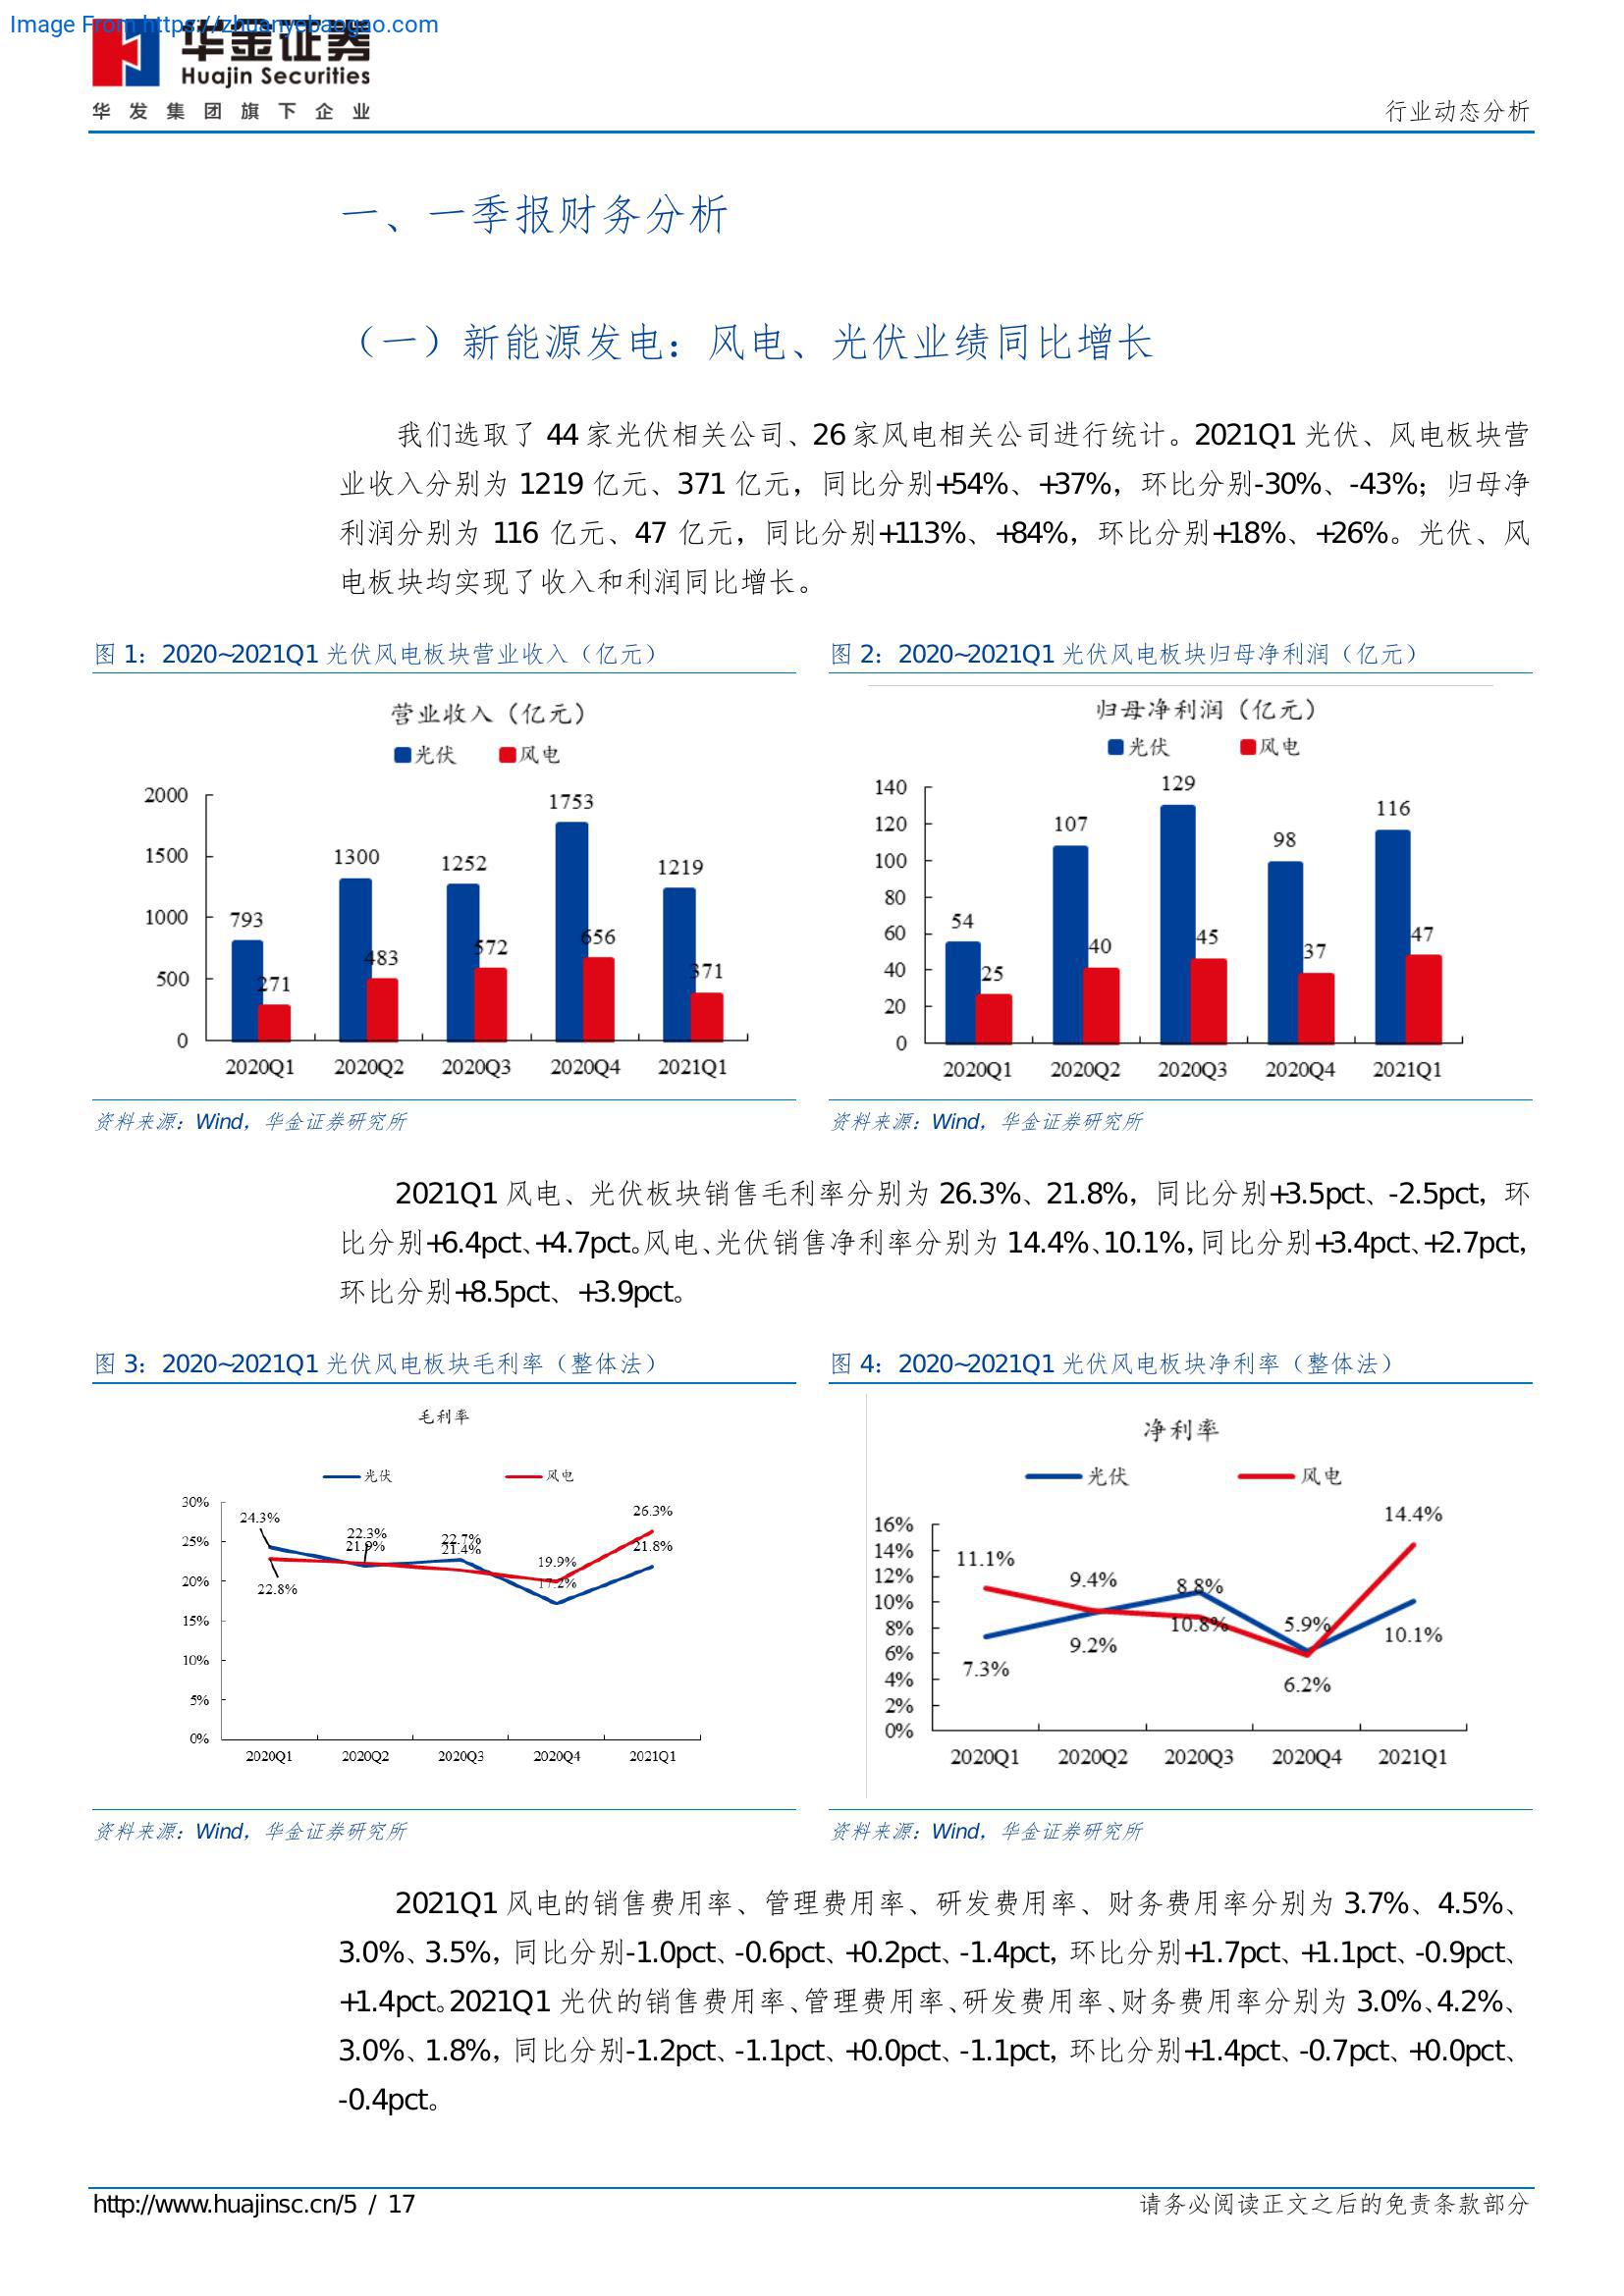 Image From https://zhuanyebaogao.com
华金证券
Huajin Securities
华发集团旗下企业
行业动态分析
一、一季报财务分析
（一）新能源发电：风电、光伏业绩同比增长
我们选取了 44 家光伏相关公司、26 家风电相关公司进行统计。2021Q1 光伏、风电板块营
业收入分别为 1219 亿元、371 亿元，同比分别+54%、+37%，环比分别-30%、-43%；归母净
利润分别为 116 亿元、47 亿元，同比分别+113%、+84%，环比分别+18%、+26%。光伏、风
电板块均实现了收入和利润同比增长。
图 1：2020~2021Q1 光伏风电板块营业收入（亿元）
营业收入（亿元）
光伏 风电
2000
1500
1000
500
0
793 1300 1252 1753 1219
271 483 572 656 371
2020Q1 2020Q2 2020Q3 2020Q4 2021Q1
资料来源：Wind，华金证券研究所
图 2：2020~2021Q1 光伏风电板块归母净利润（亿元）
归母净利润（亿元）
光伏 风电
140
120
100
80
60
40
20
0
54 107 129 98 116
25 40 45 37 47
2020Q1 2020Q2 2020Q3 2020Q4 2021Q1
资料来源：Wind，华金证券研究所
2021Q1 风电、光伏板块销售毛利率分别为 26.3%、21.8%，同比分别+3.5pct、-2.5pct，环
比分别+6.4pct、+4.7pct。风电、光伏销售净利率分别为 14.4%、10.1%，同比分别+3.4pct、+2.7pct，
环比分别+8.5pct、+3.9pct。
图 3：2020~2021Q1 光伏风电板块毛利率（整体法）
毛利率
光伏 风电
30%
25%
20%
15%
10%
5%
0%
24.3% 22.3% 22.7% 19.9% 26.3%
22.8% 21.9% 21.4% 17.2% 21.8%
2020Q1 2020Q2 2020Q3 2020Q4 2021Q1
资料来源：Wind，华金证券研究所
图 4：2020~2021Q1 光伏风电板块净利率（整体法）
净利率
光伏 风电
16%
14%
12%
10%
8%
6%
4%
2%
0%
11.1% 9.4% 8.8% 5.9% 14.4%
7.3% 9.2% 10.8% 6.2% 10.1%
2020Q1 2020Q2 2020Q3 2020Q4 2021Q1
资料来源：Wind，华金证券研究所
2021Q1 风电的销售费用率、管理费用率、研发费用率、财务费用率分别为 3.7%、4.5%、
3.0%、3.5%，同比分别-1.0pct、-0.6pct、+0.2pct、-1.4pct，环比分别+1.7pct、+1.1pct、-0.9pct、
+1.4pct。2021Q1 光伏的销售费用率、管理费用率、研发费用率、财务费用率分别为 3.0%、4.2%、
3.0%、1.8%，同比分别-1.2pct、-1.1pct、+0.0pct、-1.1pct，环比分别+1.4pct、-0.7pct、+0.0pct、
-0.4pct。
http://www.huajinsc.cn/5 / 17
请务必阅读正文之后的免责条款部分